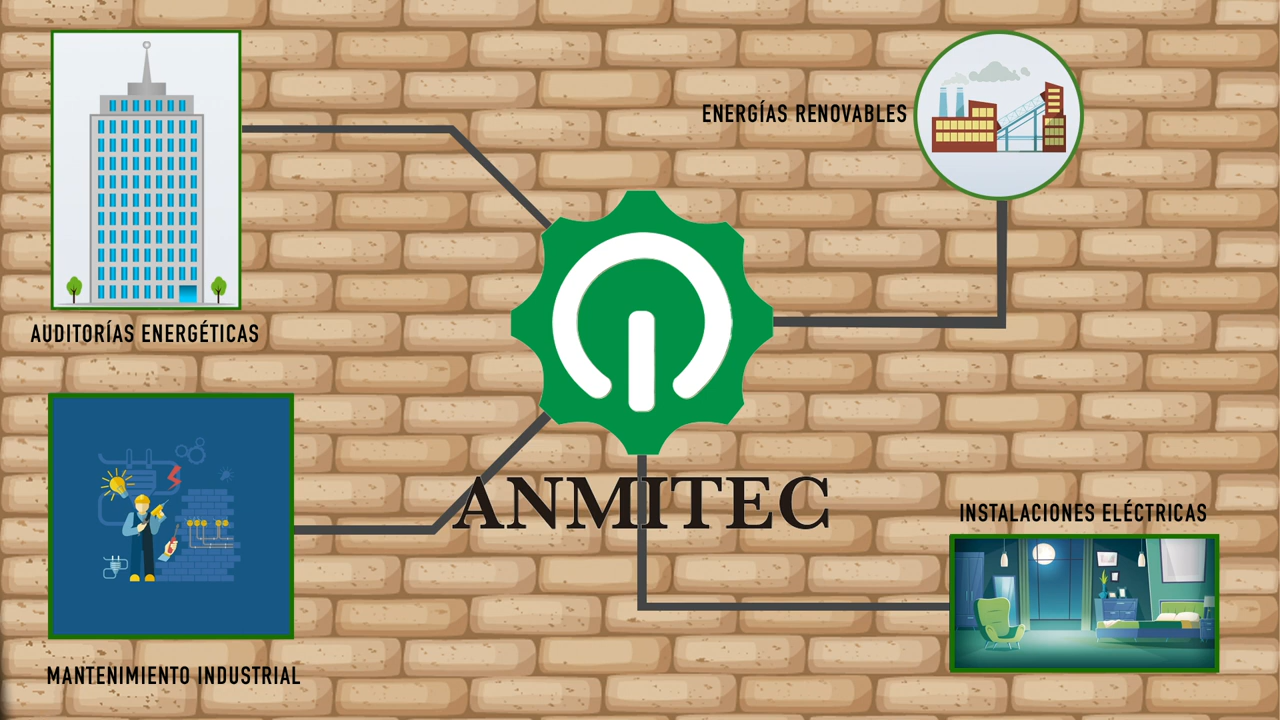 ENERGÍAS RENOVABLES
AUDITORÍAS ENERGÉTICAS
ANMITEC
INSTALACIONES ELÉCTRICAS
MANTENIMIENTO INDUSTRIAL